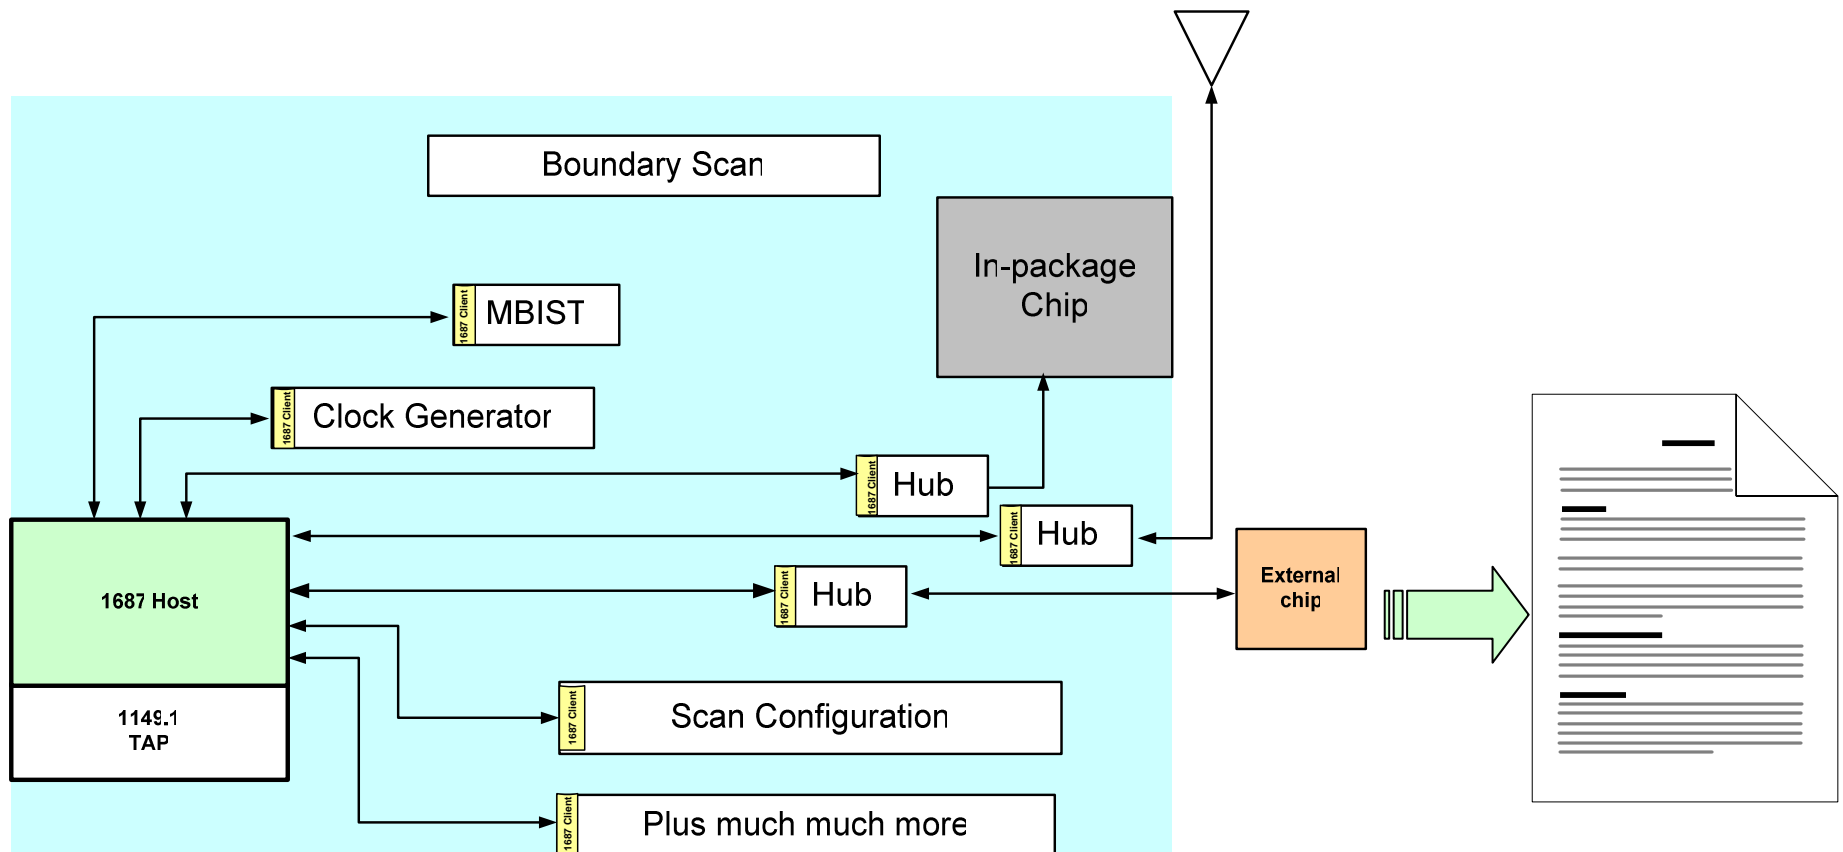 Boundary Scan
In-package
Chip
1687 Client
MBIST
1687 Client
Clock Generator
1687 Client
Hub
1687 Client
Hub
1687 Client
Hub
External
chip
1687 Host
1149.1
TAP
1687 Client
Scan Configuration
1687 Client
Plus much much more